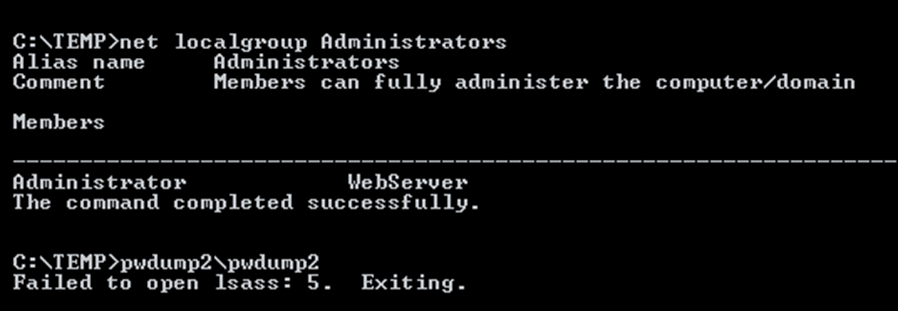 C:\TEMP>net localgroup Administrators
Alias name     Administrators
Comment        Members can fully administer the computer/domain
Members
-------------------------------------------------------------------
Administrator            WebServer
The command completed successfully.
C:\TEMP>pwdump2\pwdump2
Failed to open lsass: 5.  Exiting.